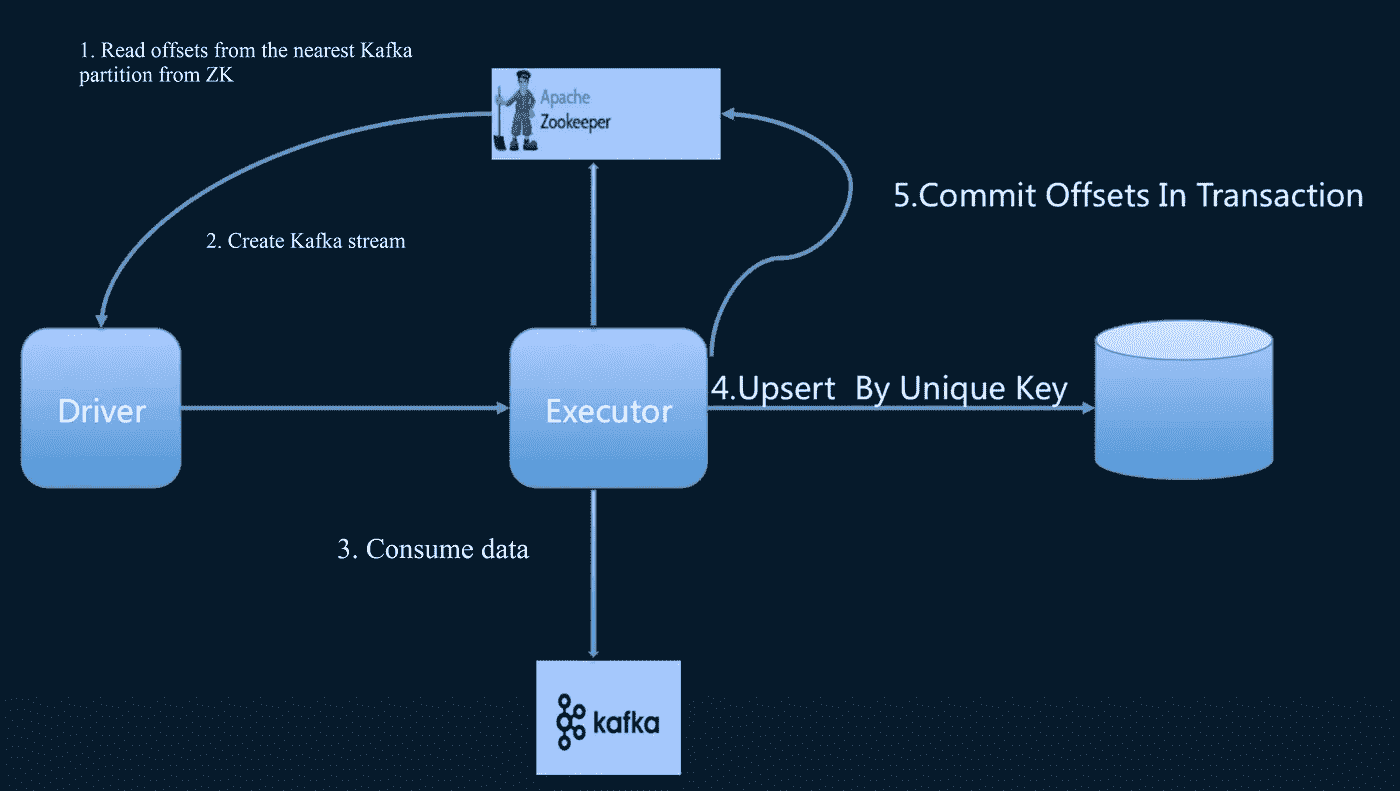 1. Read offsets from the nearest Kafka
partition from ZK
Apache
Zookeeper
5.Commit Offsets In Transaction
2. Create Kafka stream
Driver
Executor
4.Upsert  By Unique Key
3. Consume data
kafka